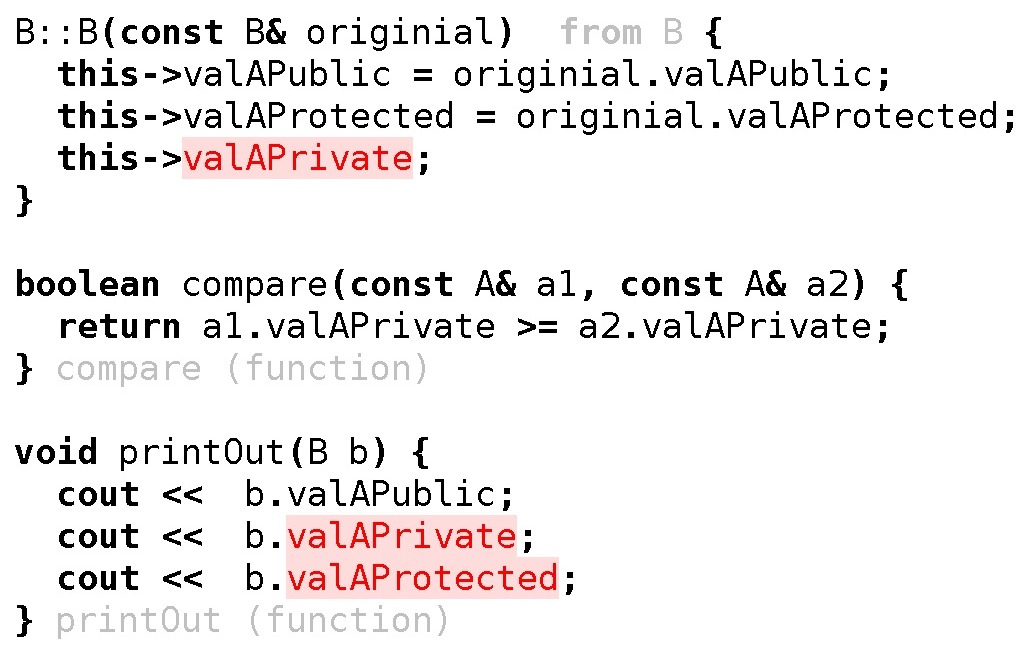 B::B(const B& originial)  from B {
  this->valAPublic = originial.valAPublic;
  this->valAProtected = originial.valAProtected;
  this->valAPrivate;
}

boolean compare(const A& a1, const A& a2) {
  return a1.valAPrivate >= a2.valAPrivate;
} compare (function)

void printOut(B b) {
  cout <<  b.valAPublic;
  cout <<  b.valAPrivate;
  cout <<  b.valAProtected;
} printOut (function)